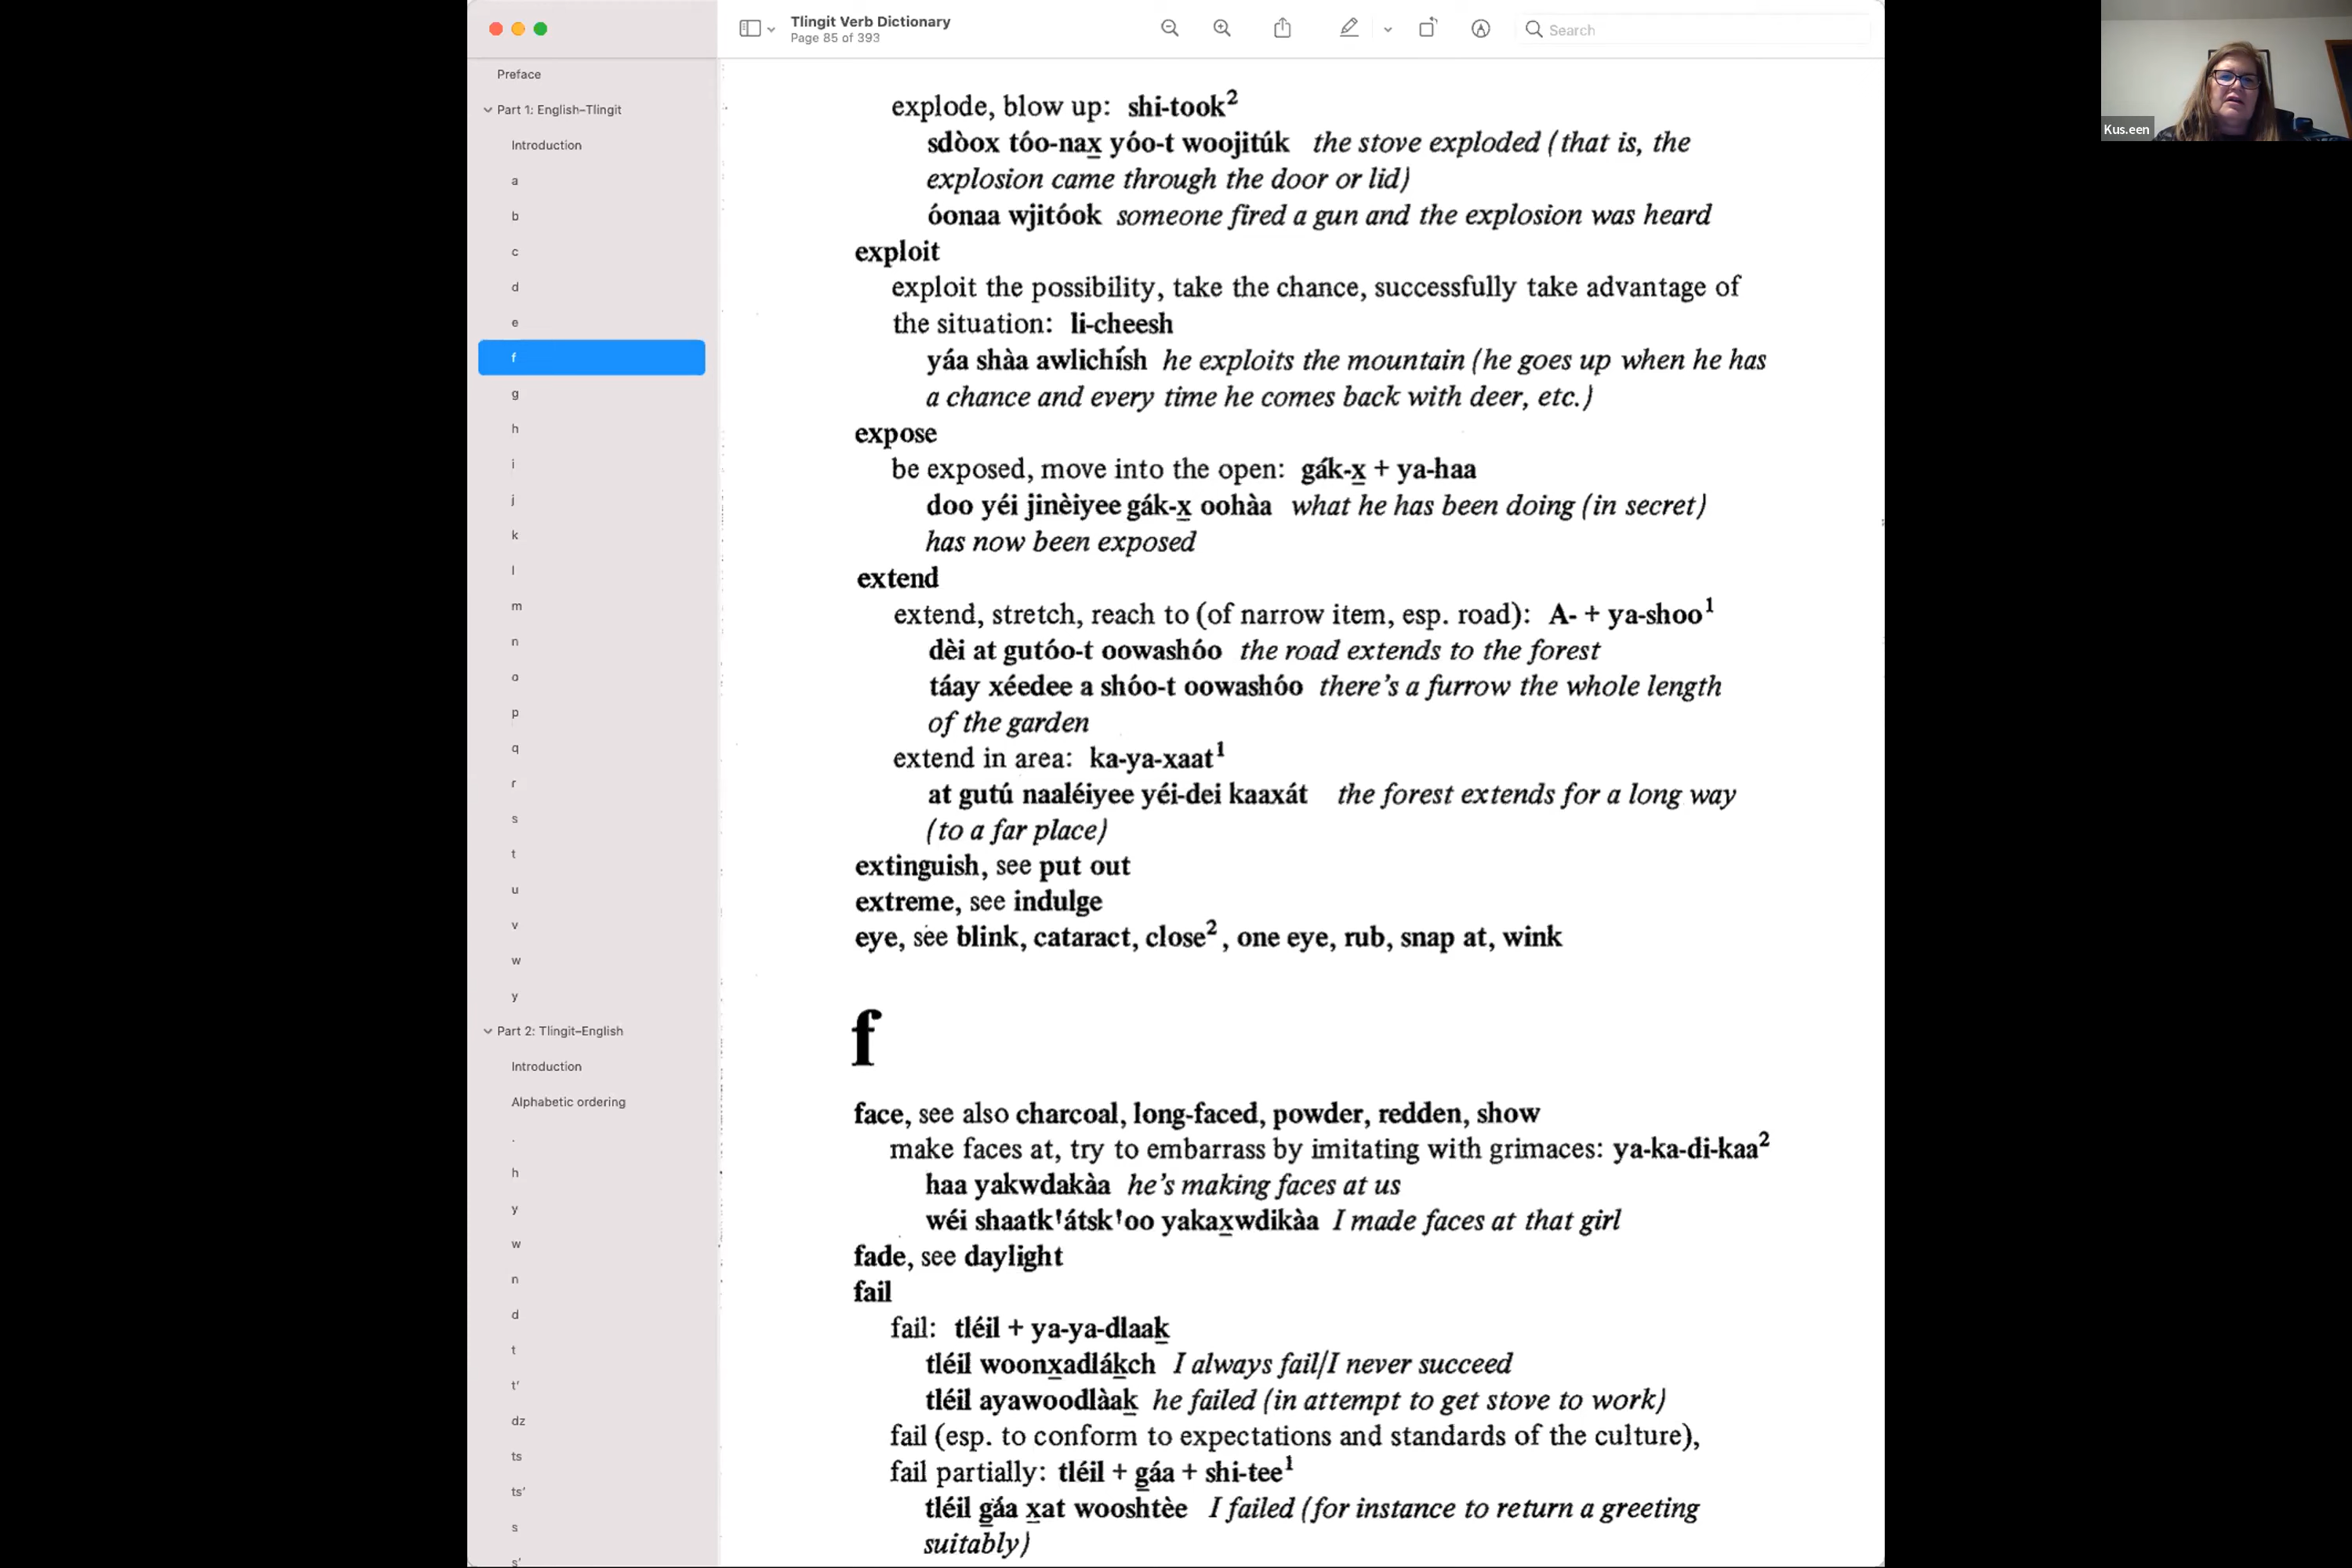 Tlingit Verb Dictionary
Page 85 of 393
Search
Preface
Part 1: English–Tlingit
Introduction
a
b
c
d
e
f
g
h
i
j
k
l
m
n
o
p
q
r
s
t
u
v
w
y
Part 2: Tlingit–English
Introduction
Alphabetic ordering
.
h
y
w
n
d
t
t'
dz
ts
ts'
s
s'
explode, blow up: shi-took²
sdòox tóo-nax̲ yóo-t woojitúk the stove exploded (that is, the
explosion came through the door or lid)
óonaa wjitóok someone fired a gun and the explosion was heard
exploit
exploit the possibility, take the chance, successfully take advantage of
the situation: li-cheesh
yáa shàa awlichísh he exploits the mountain (he goes up when he has
a chance and every time he comes back with deer, etc.)
expose
be exposed, move into the open: gák-x̲ + ya-haa
doo yéi jinèiyee gák-x̲ oohàa what he has been doing (in secret)
has now been exposed
extend
extend, stretch, reach to (of narrow item, esp. road): A- + ya-shoo¹
dèi at gutóo-t oowashóo the road extends to the forest
táay xéedee a shóo-t oowashóo there's a furrow the whole length
of the garden
extend in area: ka-ya-xaat¹
at gutú naaléiyee yéi-dei kaaxát the forest extends for a long way
(to a far place)
extinguish, see put out
extreme, see indulge
eye, see blink, cataract, close², one eye, rub, snap at, wink
f
face, see also charcoal, long-faced, powder, redden, show
make faces at, try to embarrass by imitating with grimaces: ya-ka-di-kaa²
haa yakwdakàa he's making faces at us
wéi shaatk'átsk'oo yakax̲wdikàa I made faces at that girl
fade, see daylight
fail
fail: tléil + ya-ya-dlaaḵ
tléil woonx̲adláḵch I always fail/I never succeed
tléil ayawoodlàaḵ he failed (in attempt to get stove to work)
fail (esp. to conform to expectations and standards of the culture),
fail partially: tléil + g̲áa + shi-tee¹
tléil g̲áa x̲at wooshtèe I failed (for instance to return a greeting
suitably)
Kus.een